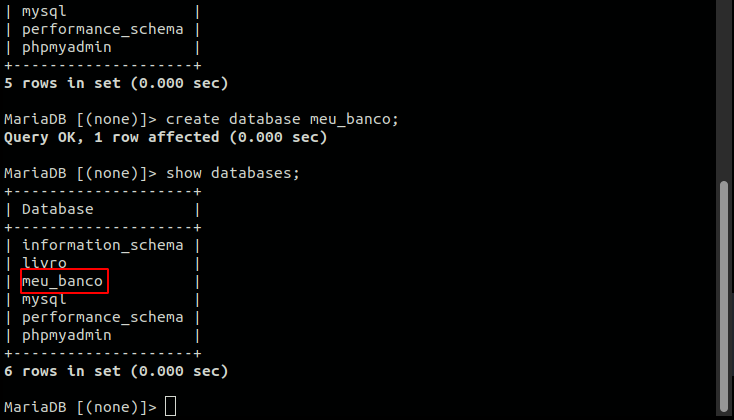 | mysql              |
| performance_schema |
| phpmyadmin         |
+--------------------+
5 rows in set (0.000 sec)
MariaDB [(none)]> create database meu_banco;
Query OK, 1 row affected (0.000 sec)
MariaDB [(none)]> show databases;
+--------------------+
| Database           |
+--------------------+
| information_schema |
| livro              |
| meu_banco          |
| mysql              |
| performance_schema |
| phpmyadmin         |
+--------------------+
6 rows in set (0.000 sec)
MariaDB [(none)]>